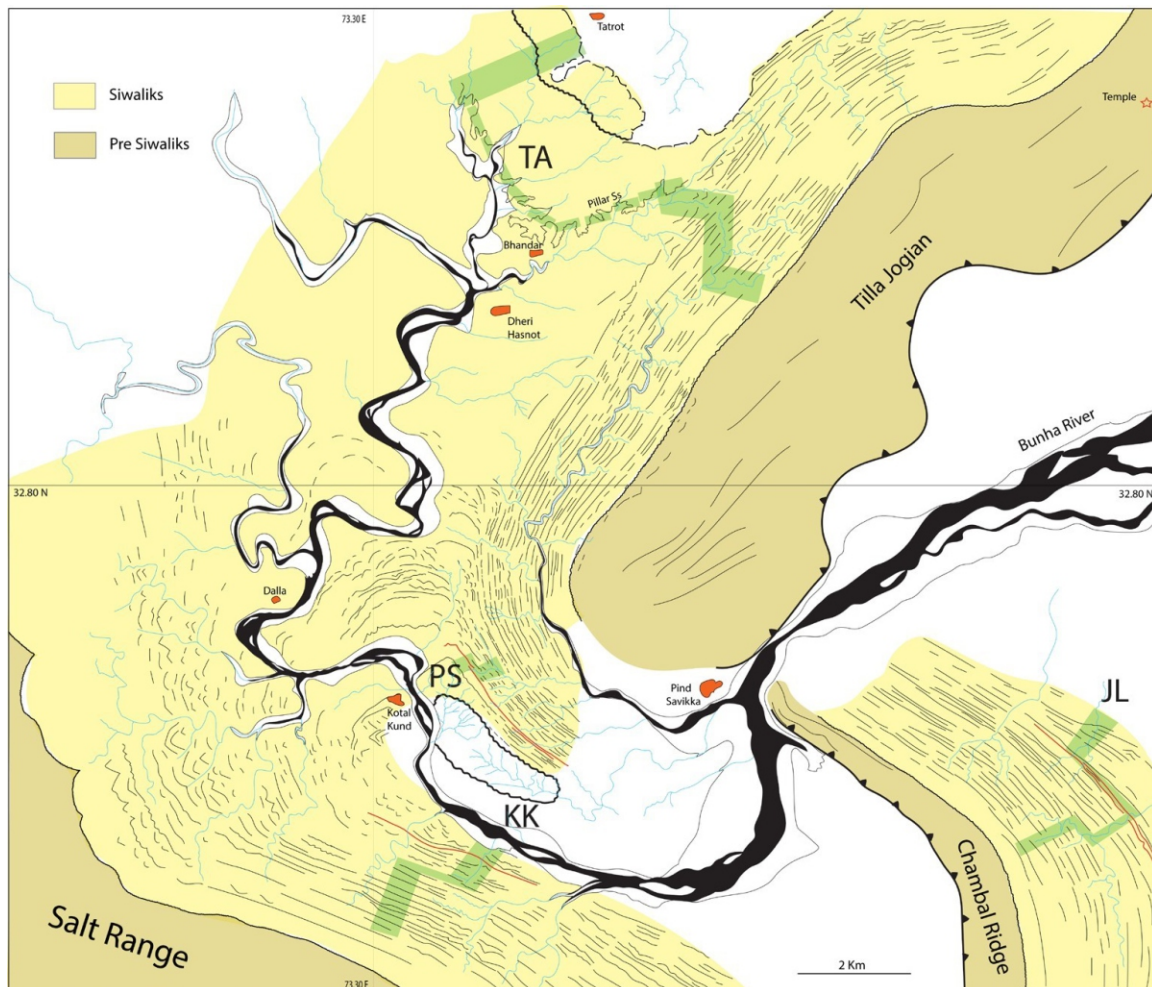 73.30 E
Tatrot
Siwaliks
Pre Siwaliks
Temple
TA
Pillar Ss
Bhandar
Tilla Jogian
Dheri
Hasnot
Bunha River
32.80 N
32.80 N
Dalla
PS
Pind
Savikka
JL
Kotal
Kund
KK
Chambal Ridge
Salt Range
2 Km
73.30 E